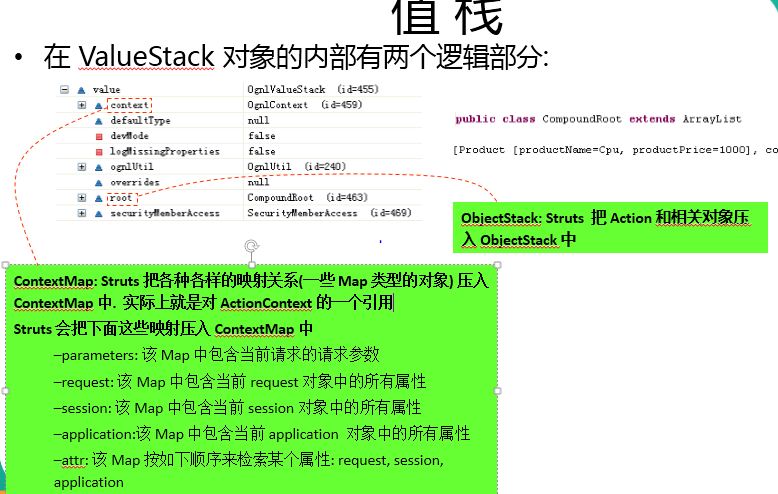 值 栈
• 在 ValueStack 对象的内部有两个逻辑部分:
value OgnlValueStack (id=455)
context OgnlContext (id=459)
defaultType null
devMode false
logMissingProperties false
ognlUtil OgnlUtil (id=240)
overrides null
root CompoundRoot (id=463)
securityMemberAccess SecurityMemberAccess (id=469)
public class CompoundRoot extends ArrayList
[Product [productName=Cpu, productPrice=1000], co
ObjectStack: Struts 把 Action 和相关对象压
入 ObjectStack 中
ContextMap: Struts 把各种各样的映射关系(一些 Map 类型的对象) 压入
ContextMap 中. 实际上就是对 ActionContext 的一个引用
Struts 会把下面这些映射压入 ContextMap 中
–parameters: 该 Map 中包含当前请求的请求参数
–request: 该 Map 中包含当前 request 对象中的所有属性
–session: 该 Map 中包含当前 session 对象中的所有属性
–application:该 Map 中包含当前 application 对象中的所有属性
–attr: 该 Map 按如下顺序来检索某个属性: request, session,
application